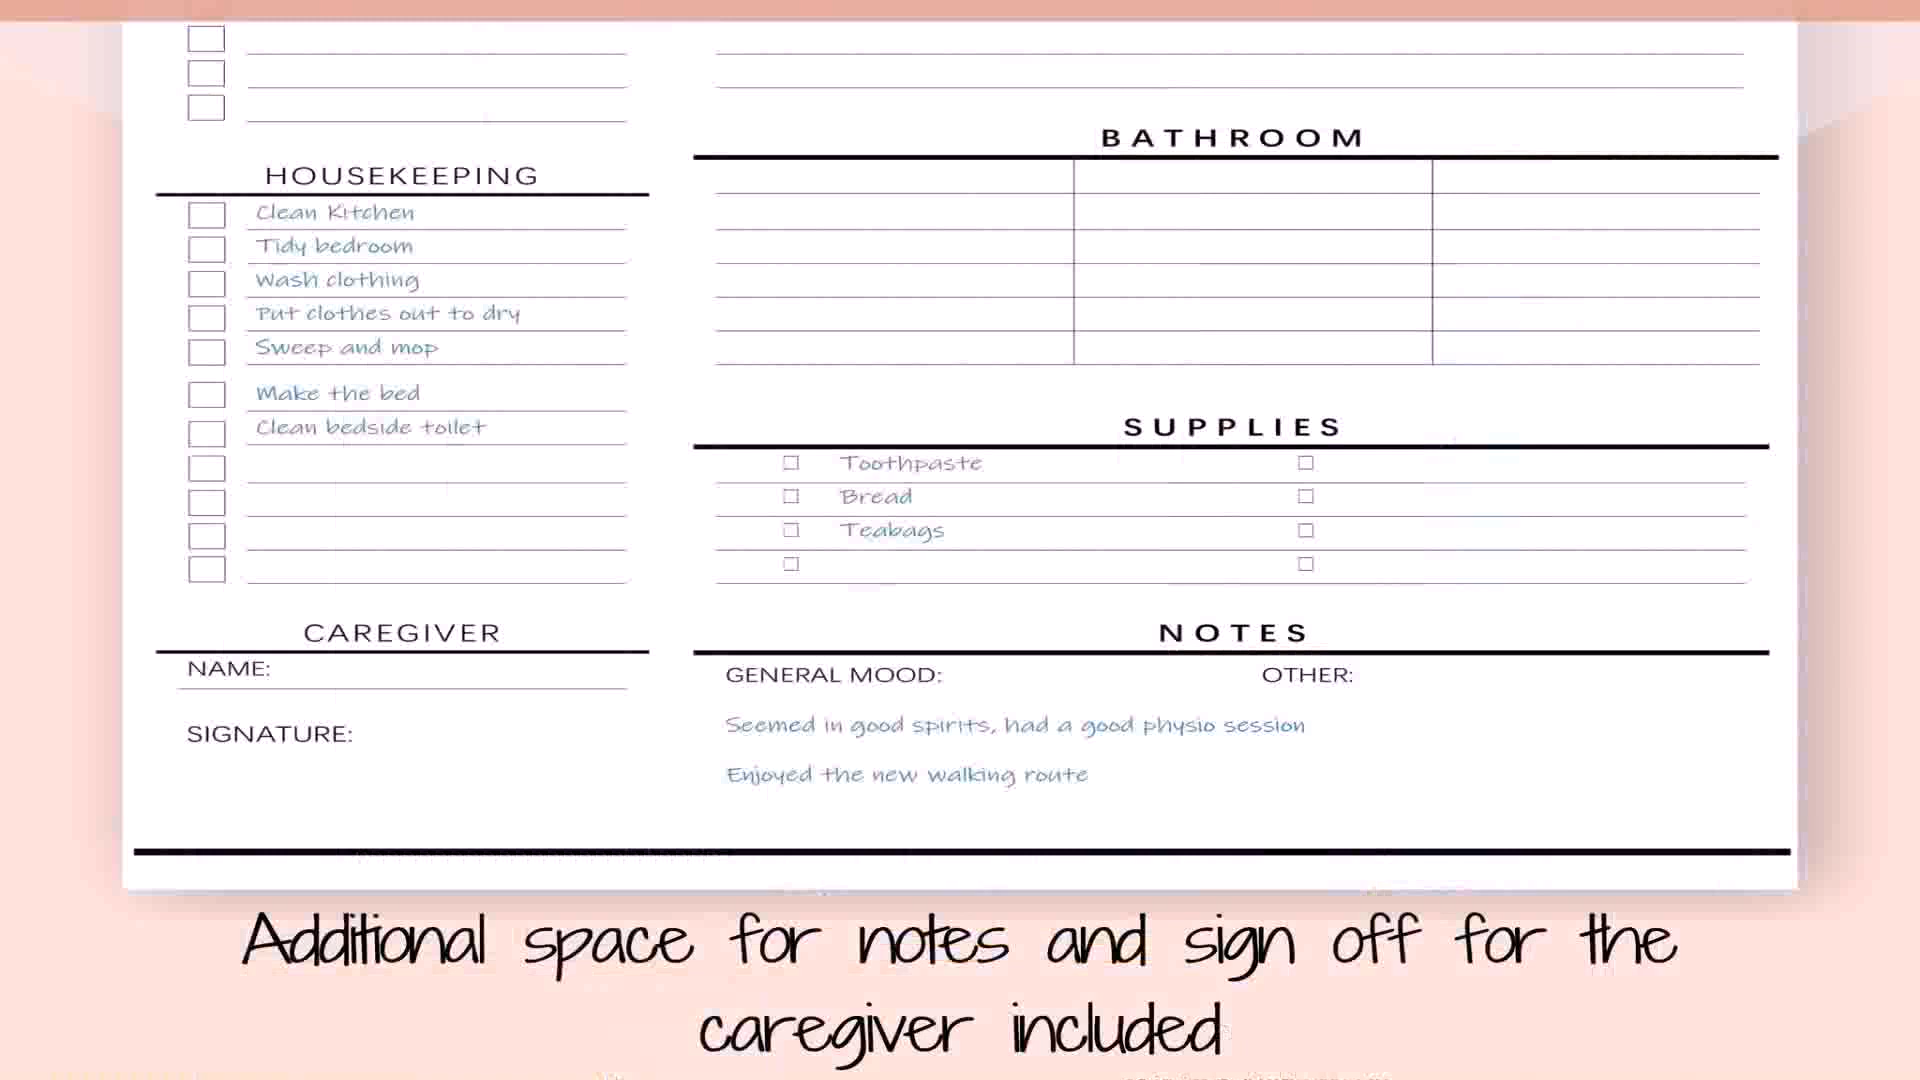 HOUSEKEEPING
Clean Kitchen
Tidy bedroom
Wash clothing
Put clothes out to dry
Sweep and mop
Make the bed
Clean bedside toilet
CAREGIVER
NAME:
SIGNATURE:
BATHROOM
SUPPLIES
Toothpaste
Bread
Teabags
NOTES
GENERAL MOOD: OTHER:
Seemed in good spirits, had a good physio session
Enjoyed the new walking route
Additional space for notes and sign off for the
caregiver included